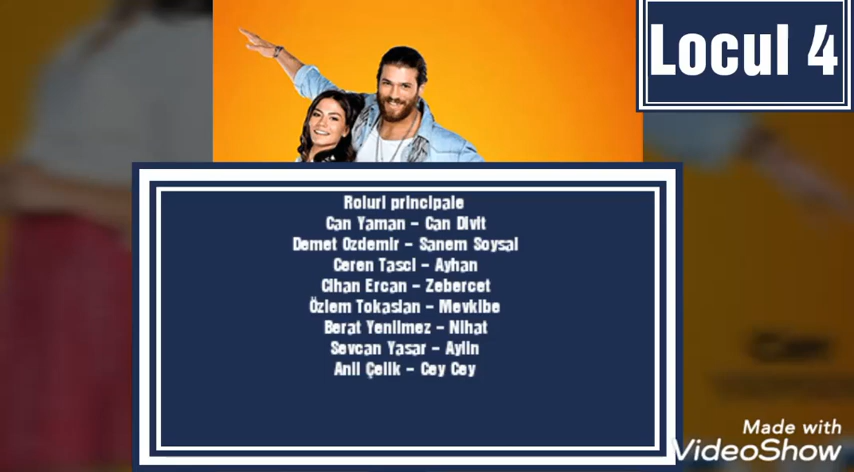 Locul 4
Roluri principale
Can Yaman - Can Divit
Demet Ozdemir - Sanem Soysal
Ceren Tasci - Ayhan
Cihan Ercan - Zebercet
Özlem Tokaslan - Mevkibe
Berat Yenilmez - Nihat
Sevcan Yasar - Aylin
Anil Çelik - Cey Cey
Made with
VideoShow